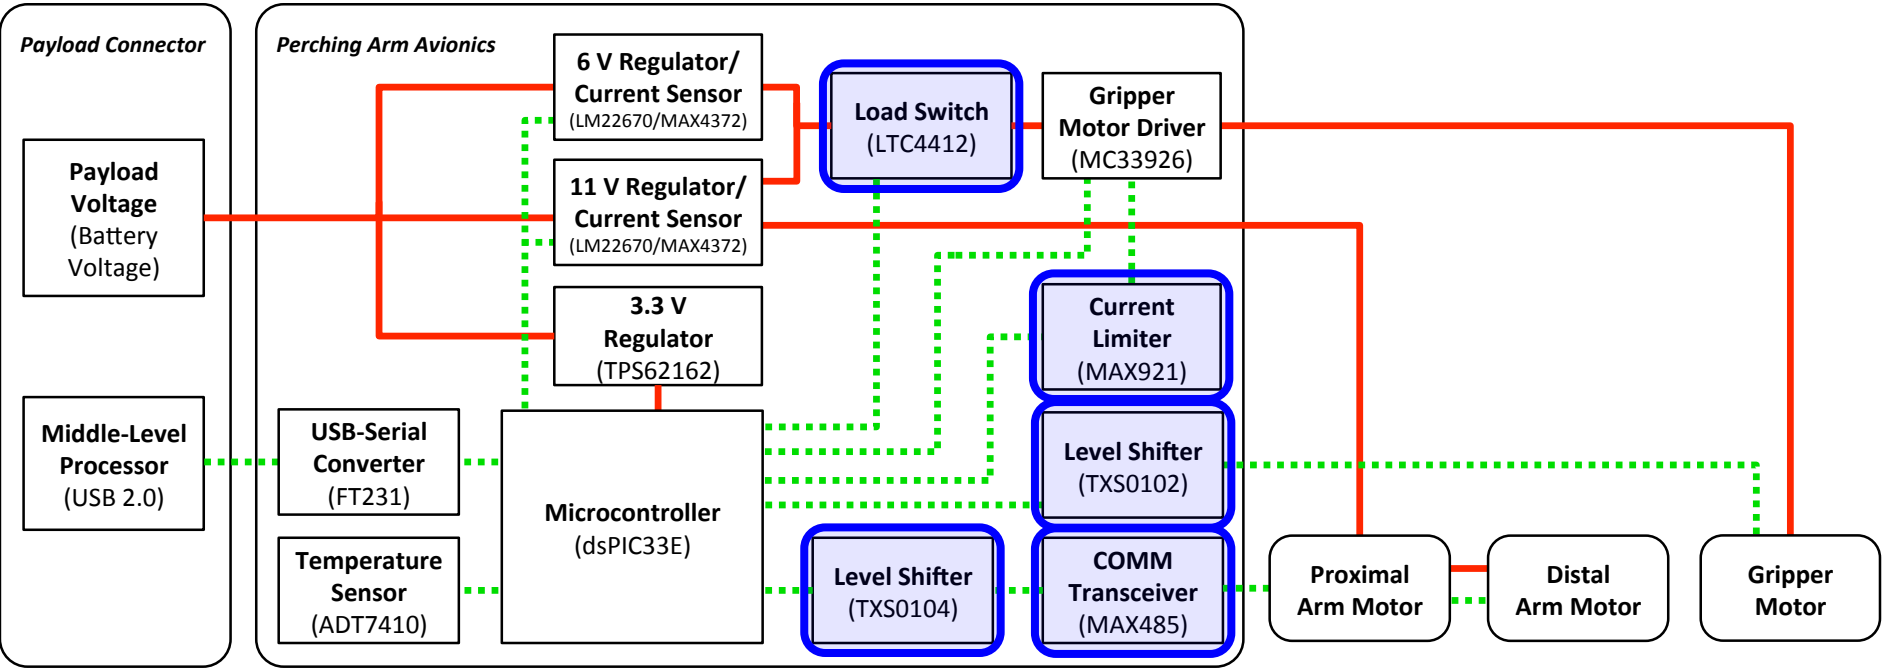 Payload Connector
Payload
Voltage
(Battery
Voltage)
Middle-Level
Processor
(USB 2.0)
Perching Arm Avionics
6 V Regulator/
Current Sensor
(LM22670/MAX4372)
11 V Regulator/
Current Sensor
(LM22670/MAX4372)
3.3 V
Regulator
(TPS62162)
Load Switch
(LTC4412)
Gripper
Motor Driver
(MC33926)
Current
Limiter
(MAX921)
Level Shifter
(TXS0102)
USB-Serial
Converter
(FT231)
Microcontroller
(dsPIC33E)
Temperature
Sensor
(ADT7410)
Level Shifter
(TXS0104)
COMM
Transceiver
(MAX485)
Proximal
Arm Motor
Distal
Arm Motor
Gripper
Motor